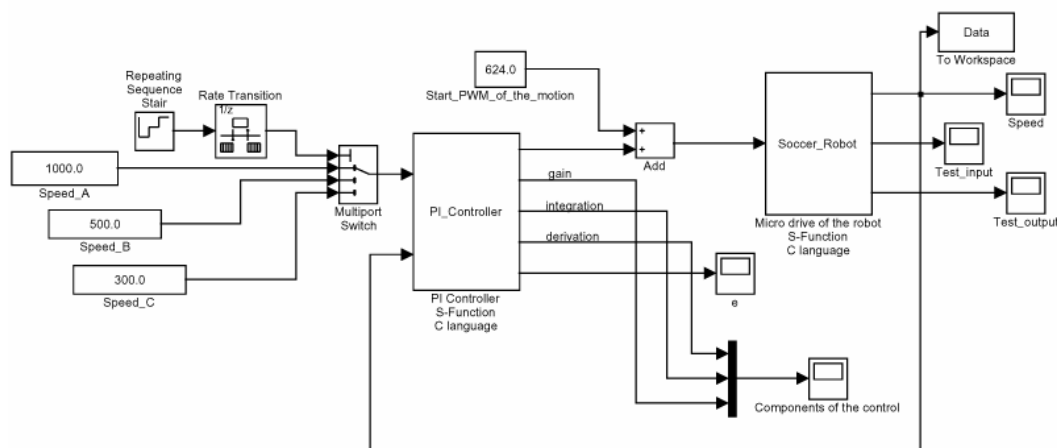 Repeating
Sequence
Stair
Rate Transition
1/z
1000.0
Speed_A
500.0
Speed_B
300.0
Speed_C
Multiport
Switch
624.0
Start_PWM_of_the_motion
PI_Controller
PI Controller
S-Function
C language
gain
integration
derivation
+
+
Add
e
Components of the control
Soccer_Robot
Micro drive of the robot
S-Function
C language
Data
To Workspace
Speed
Test_input
Test_output